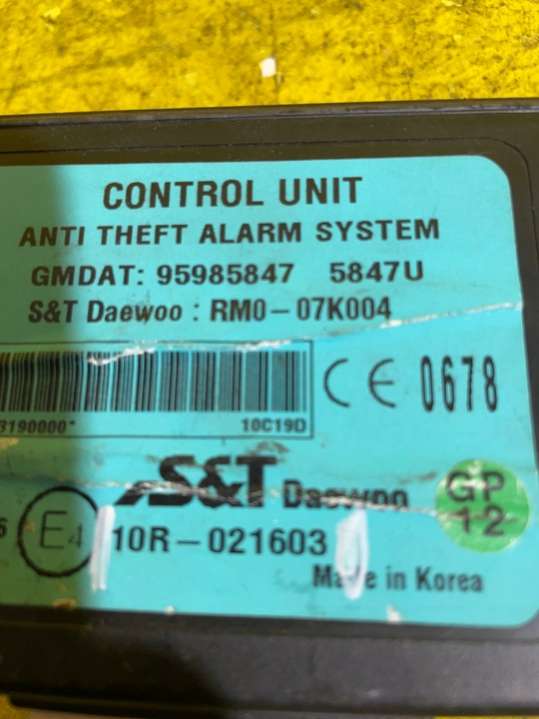 CONTROL UNIT
ANTI THEFT ALARM SYSTEM
GMDAT: 95985847 5847U
S&T Daewoo : RM0-07K004
3190000* 10C19D
CE 0678
S&T Daewoo
GP
12
E4 10R-021603
Made in Korea